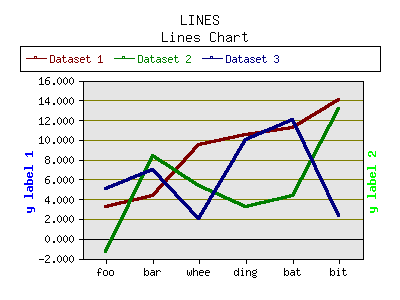 LINES
Lines Chart
Dataset 1 Dataset 2 Dataset 3
16.000
14.000
12.000
10.000
8.000
6.000
4.000
2.000
0.000
-2.000
y label 1
y label 2
foo bar whee ding bat bit